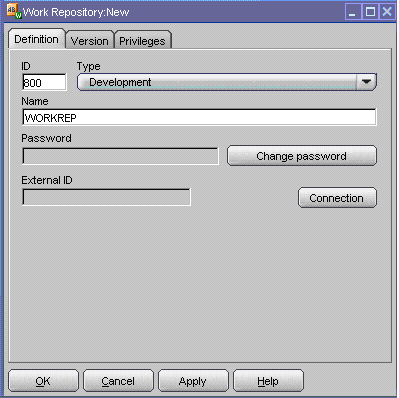 Work Repository:New
Definition Version Privileges
ID Type
800 Development
Name
WORKREP
Password
Change password
External ID
Connection
OK Cancel Apply Help